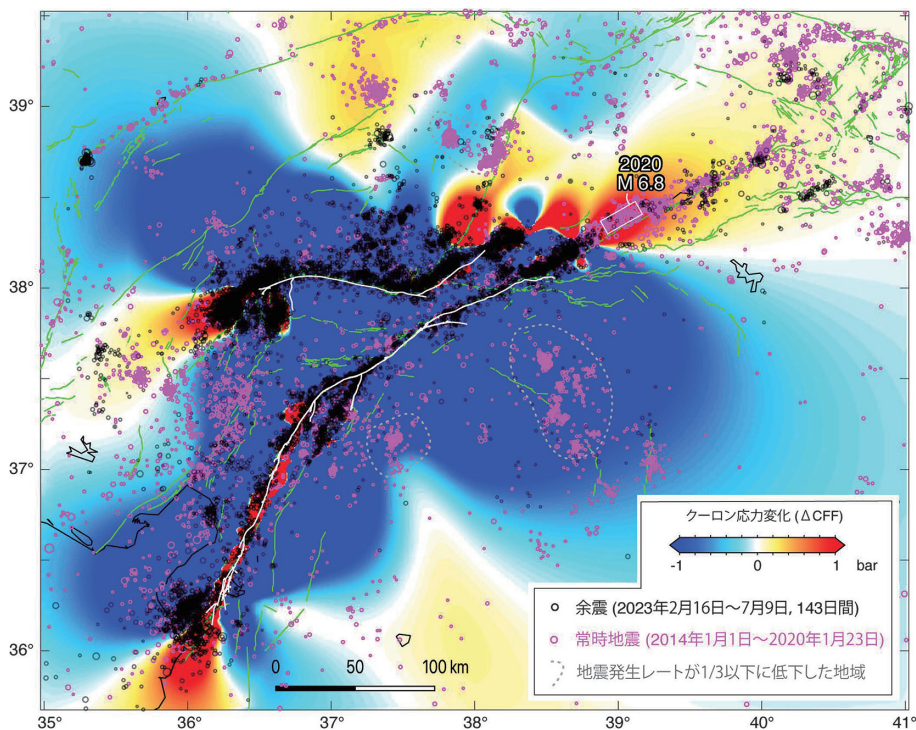 39°
2020
M 6.8
38°
37°
クーロン応力変化 (ΔCFF)
-1 0 1 bar
余震 (2023年2月16日～7月9日, 143日間)
常時地震 (2014年1月1日～2020年1月23日)
地震発生レートが1/3以下に低下した地域
36°
0 50 100 km
35 36° 37° 38° 39° 40° 41°